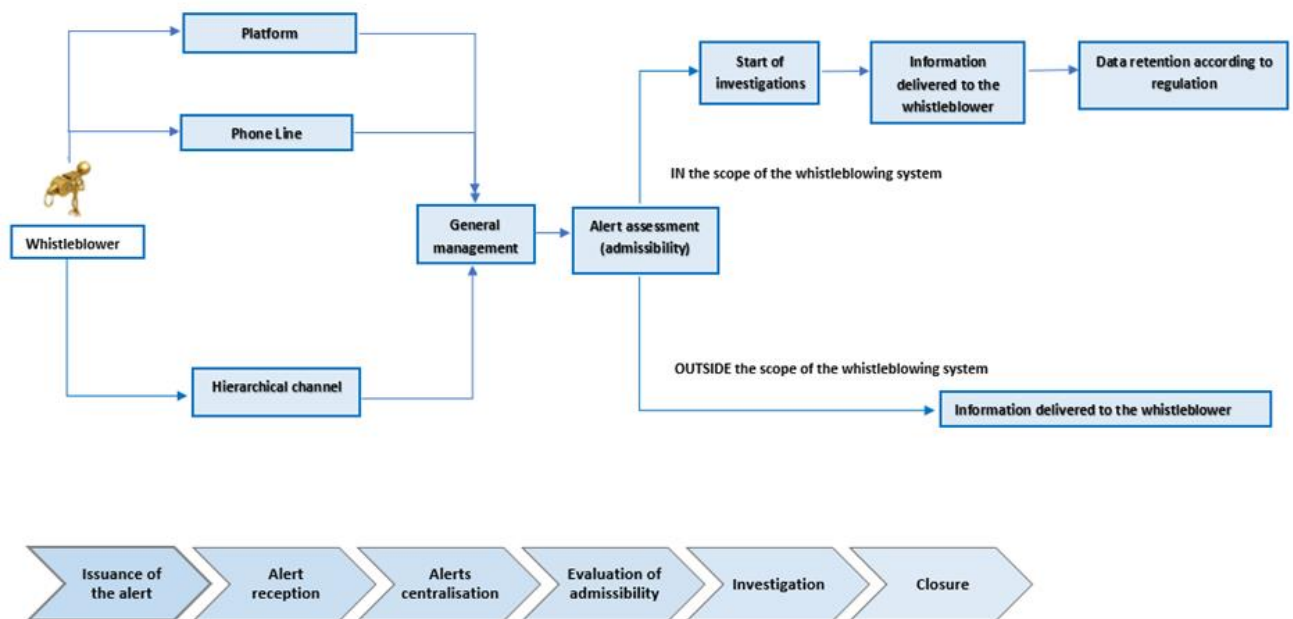 Platform
Phone Line
Whistleblower
Hierarchical channel
General
management
Alert assessment
(admissibility)
Start of
investigations
Information
delivered to the
whistleblower
Data retention according to
regulation
IN the scope of the whistleblowing system
OUTSIDE the scope of the whistleblowing system
Information delivered to the whistleblower
Issuance of
the alert
Alert
reception
Alerts
centralisation
Evaluation of
admissibility
Investigation
Closure